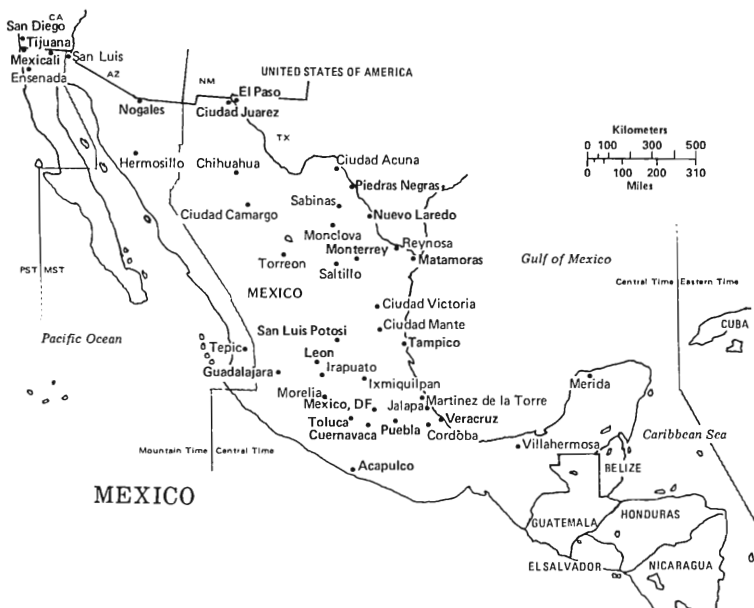 CA
San Diego
Tijuana
Mexicali
San Luis
Ensenada
AZ
NM
UNITED STATES OF AMERICA
El Paso
Nogales
Ciudad Juarez
TX
Kilometers
0 100 300 500
0 100 200 310
Miles
Hermosillo
Chihuahua
Ciudad Acuna
Piedras Negras
Sabinas
Ciudad Camargo
Nuevo Laredo
Monclova
Monterrey
Reynosa
Torreon
Saltillo
Matamoras
Gulf of Mexico
PST MST
MEXICO
Central Time Eastern Time
Ciudad Victoria
CUBA
Pacific Ocean
San Luis Potosi
Ciudad Mante
Tepic
Tampico
Leon
Guadalajara
Irapuato
Ixmiquilpan
Merida
Morelia
Mexico, DF
Jalapa
Martinez de la Torre
Toluca
Veracruz
Cuernavaca
Puebla
Cordoba
Caribbean Sea
Mountain Time Central Time
Villahermosa
Acapulco
BELIZE
MEXICO
GUATEMALA
HONDURAS
EL SALVADOR
NICARAGUA